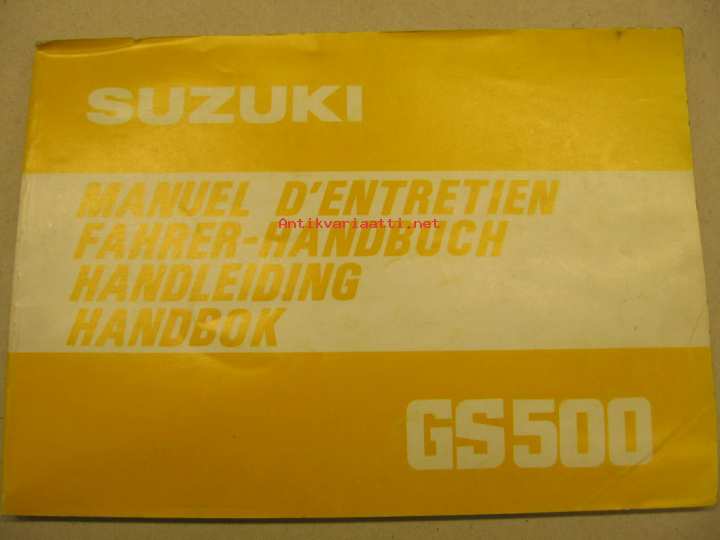 SUZUKI
MANUEL D'ENTRETIEN
Antikvariaatti.net
FAHRER-HANDBUCH
HANDLEIDING
HANDBOK
GS500